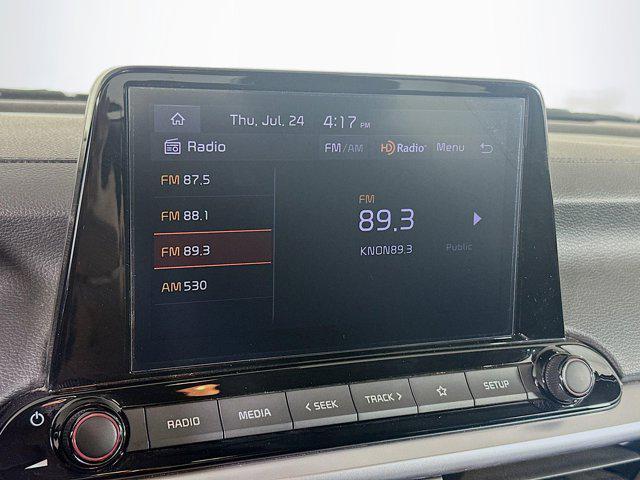 Thu, Jul, 24 4:17 PM
Radio FM/AM HD Radio Menu
FM 87.5
FM 88.1
FM 89.3
AM 530
FM
89.3
KNON89.3
Public
RADIO MEDIA < SEEK TRACK > ☆ SETUP